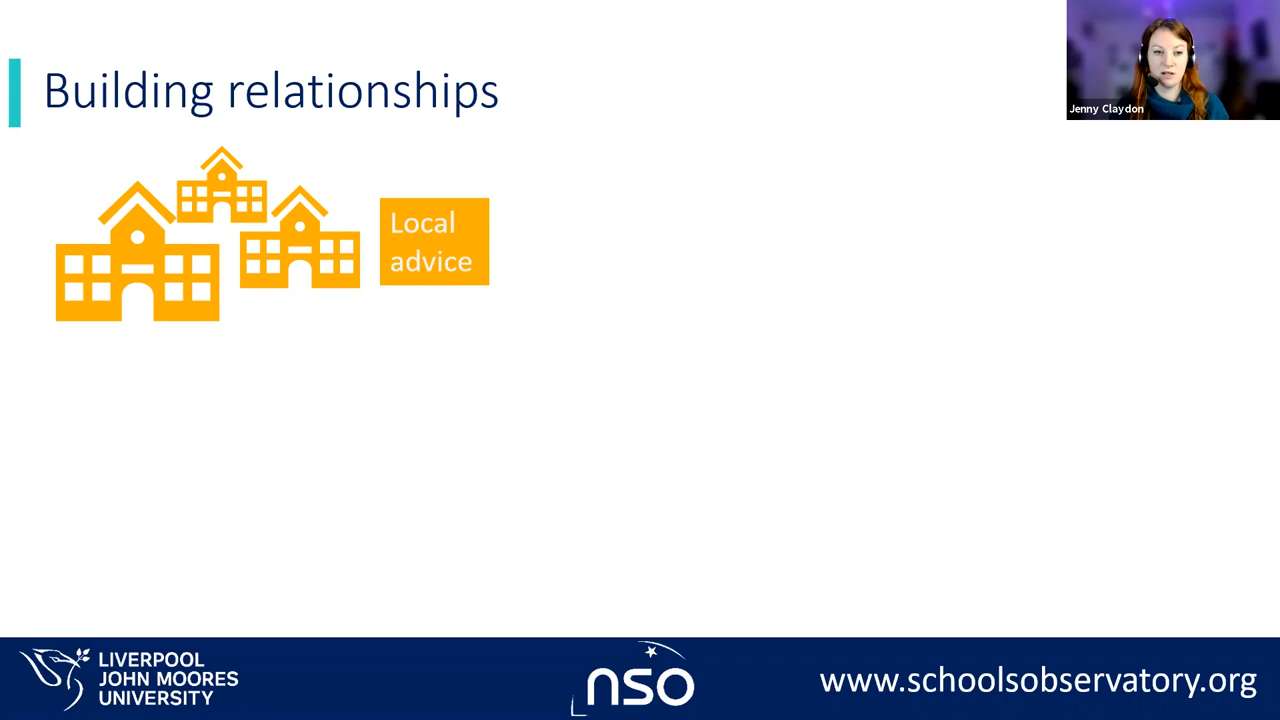 Building relationships
Jenny Claydon
Local
advice
LIVERPOOL
JOHN MOORES
UNIVERSITY
nso
www.schoolsobservatory.org